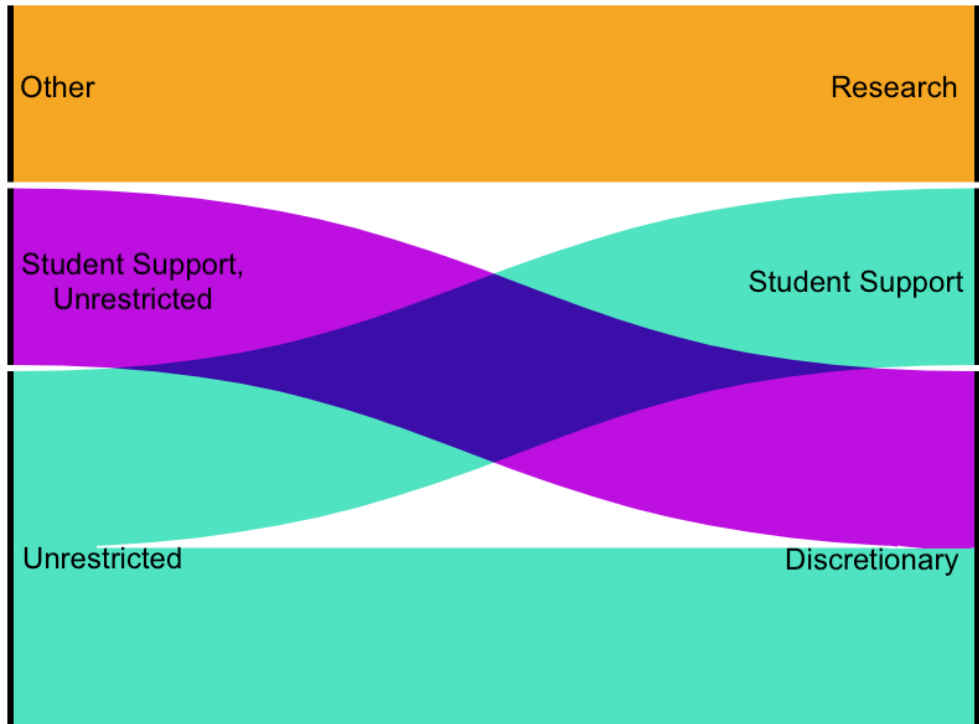 Other
Research
Student Support,
Unrestricted
Student Support
Unrestricted
Discretionary